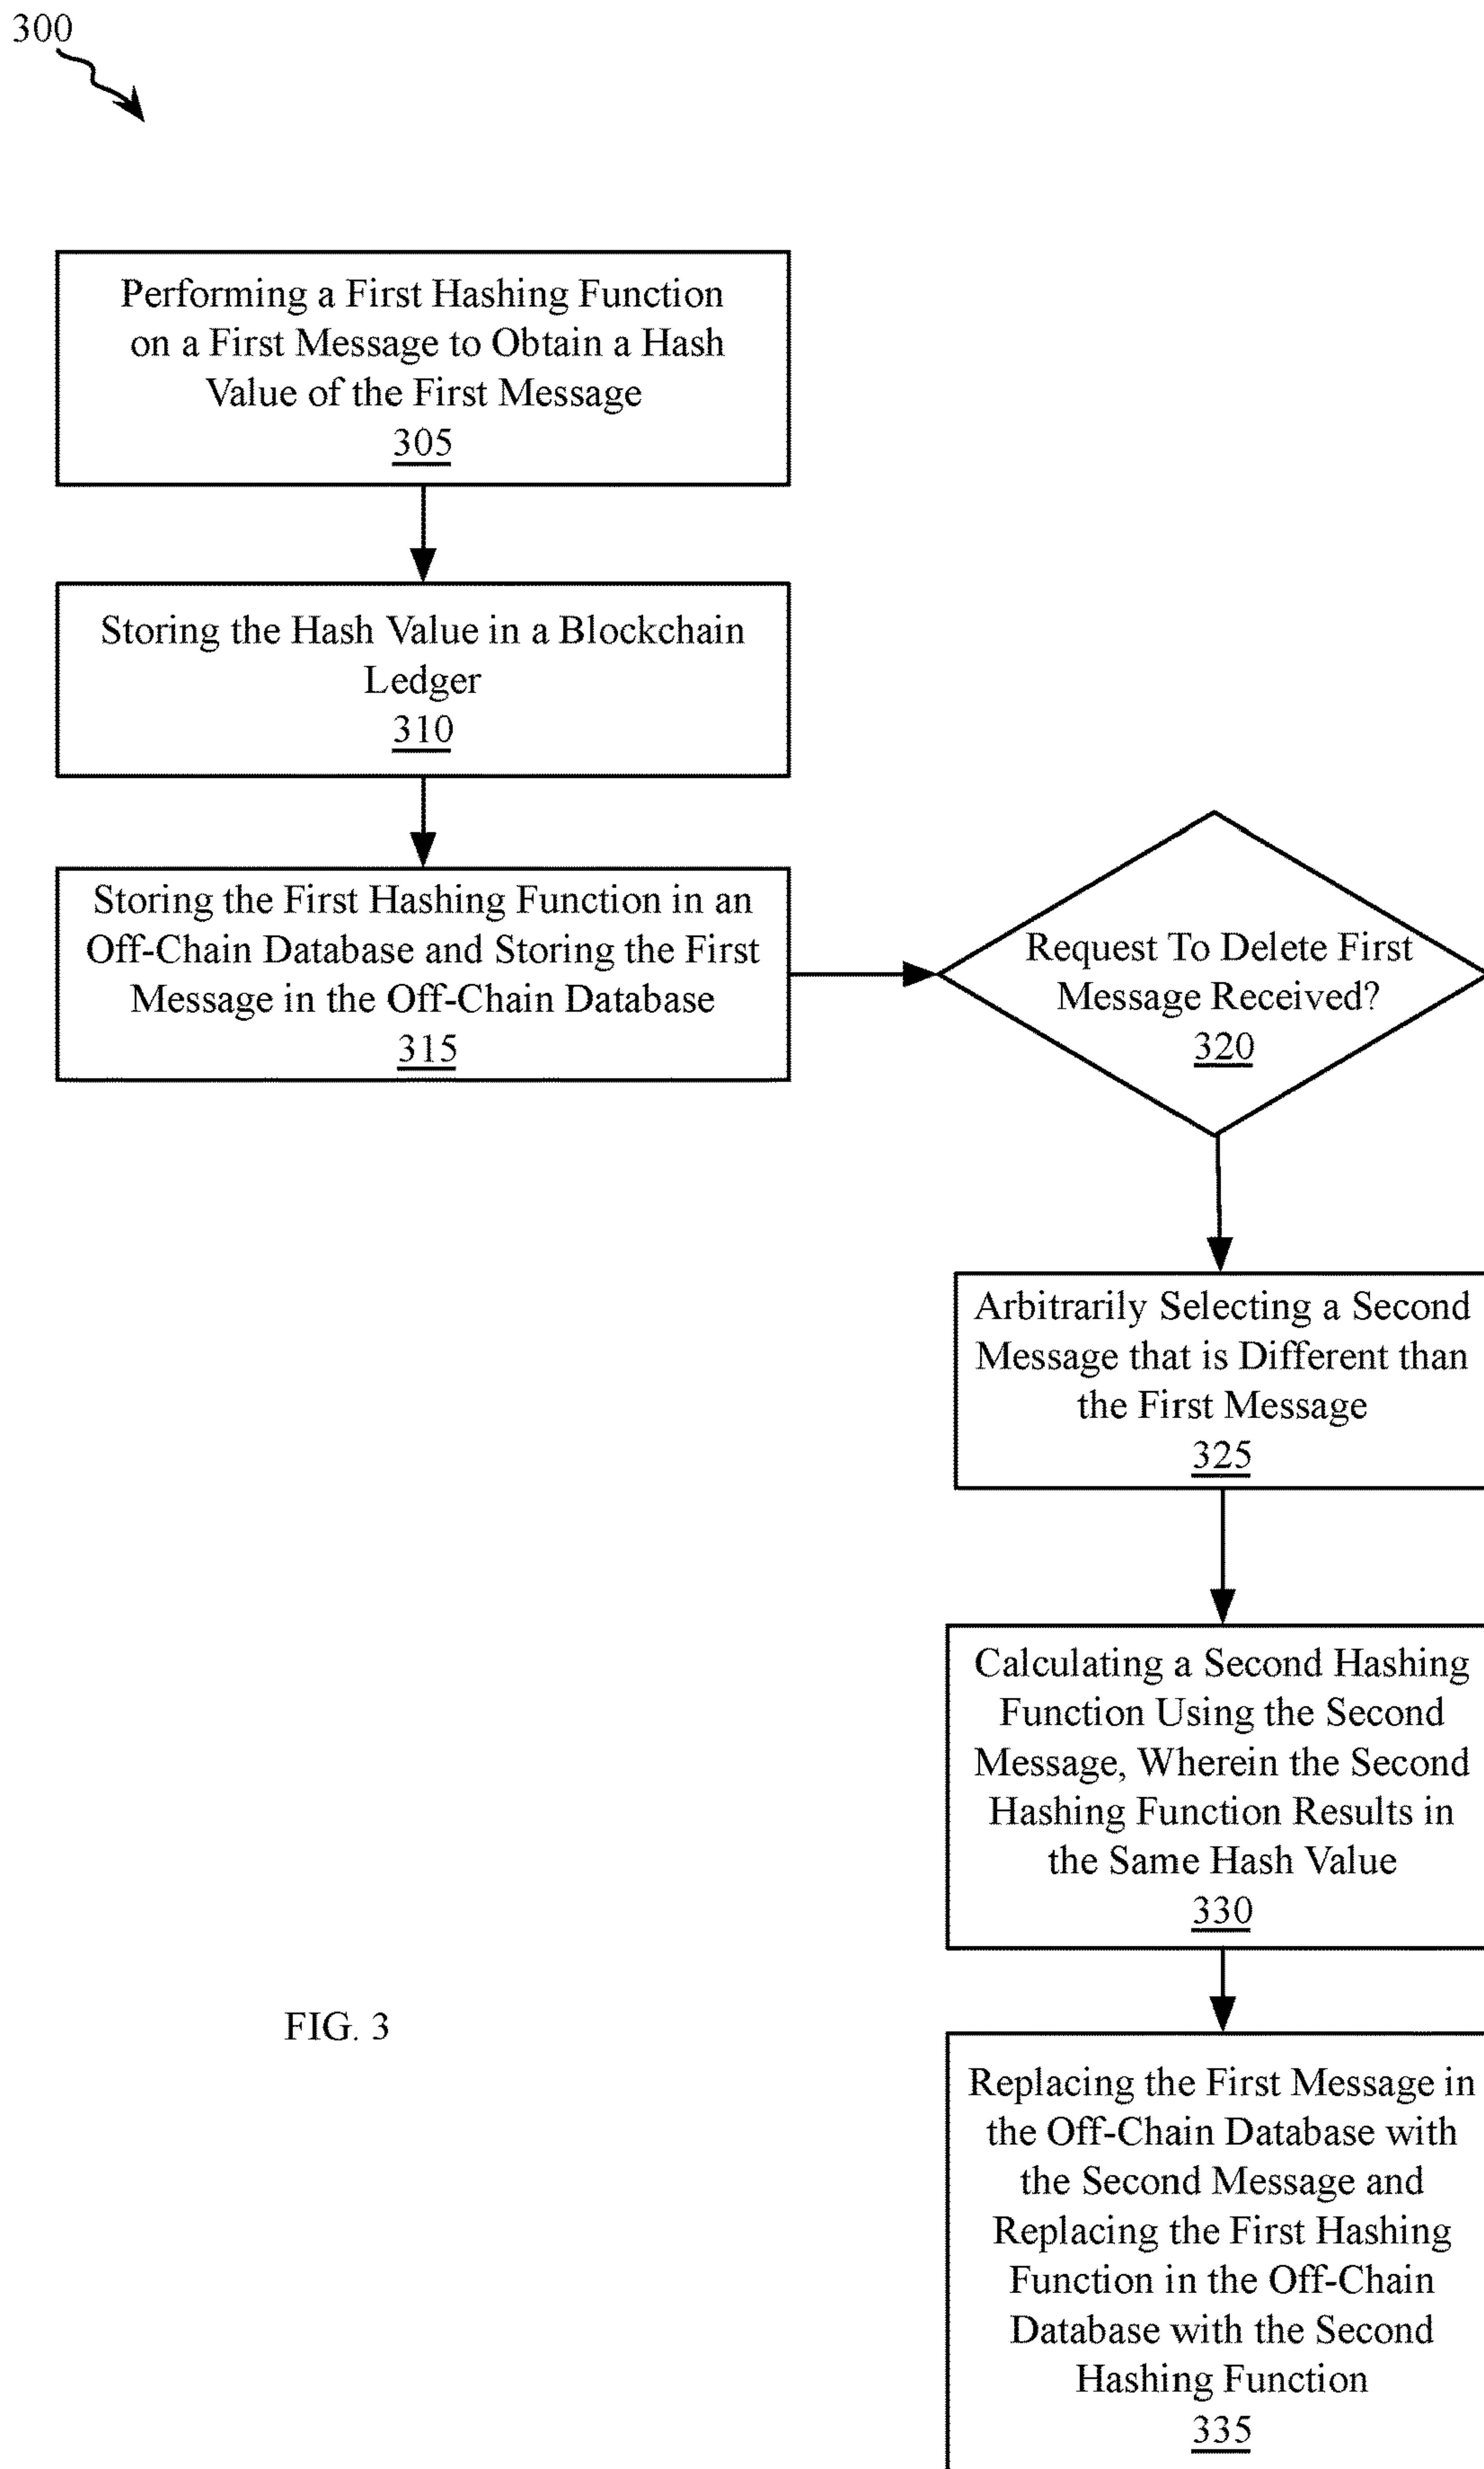 300
Performing a First Hashing Function
on a First Message to Obtain a Hash
Value of the First Message
305
Storing the Hash Value in a Blockchain
Ledger
310
Storing the First Hashing Function in an
Off-Chain Database and Storing the First
Message in the Off-Chain Database
315
Request To Delete First
Message Received?
320
Arbitrarily Selecting a Second
Message that is Different than
the First Message
325
Calculating a Second Hashing
Function Using the Second
Message, Wherein the Second
Hashing Function Results in
the Same Hash Value
330
Replacing the First Message in
the Off-Chain Database with
the Second Message and
Replacing the First Hashing
Function in the Off-Chain
Database with the Second
Hashing Function
335
FIG. 3